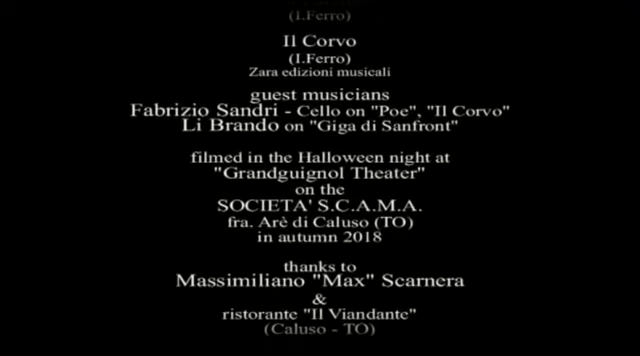 (I.Ferro)
Il Corvo
(I.Ferro)
Zara edizioni musicali
guest musicians
Fabrizio Sandri - Cello on "Poe", "Il Corvo"
Li Brando on "Giga di Sanfront"
filmed in the Halloween night at
"Grandguignol Theater"
on the
SOCIETA' S.C.A.M.A.
fra. Arè di Caluso (TO)
in autumn 2018
thanks to
Massimiliano "Max" Scarnera
&
ristorante "Il Viandante"
(Caluso - TO)